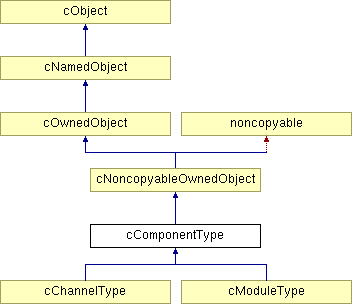 cObject
cNamedObject
cOwnedObject
noncopyable
cNoncopyableOwnedObject
cComponentType
cChannelType
cModuleType